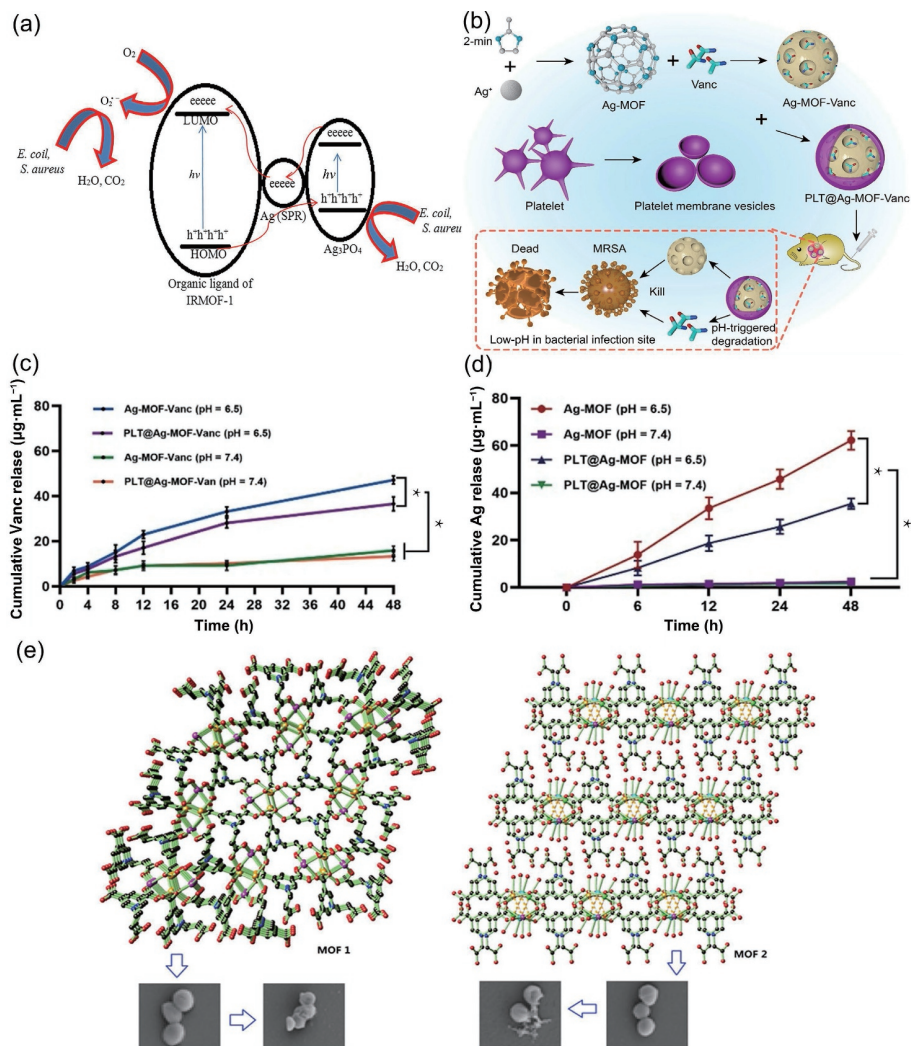 (a)
O₂
O₂•−
E. coil,
S. aureus
H₂O, CO₂
eeeee
LUMO
hν
h⁺h⁺h⁺h⁺
HOMO
Organic ligand of
IRMOF-1
eeeee
Ag (SPR)
eeeee
hν
h⁺h⁺h⁺h⁺
Ag₃PO₄
E. coil,
S. aureu
H₂O, CO₂
(b)
2-min
+
Ag⁺
Ag-MOF
+
Vanc
Ag-MOF-Vanc
+
Platelet
Platelet membrane vesicles
PLT@Ag-MOF-Vanc
Dead
MRSA
Kill
pH-triggered
degradation
Low-pH in bacterial infection site
(c)
Cumulative Vanc relase (µg·mL⁻¹)
80
60
40
20
0
Ag-MOF-Vanc (pH = 6.5)
PLT@Ag-MOF-Vanc (pH = 6.5)
Ag-MOF-Vanc (pH = 7.4)
PLT@Ag-MOF-Van (pH = 7.4)
*
*
0 4 8 12 16 20 24 28 32 36 40 44 48
Time (h)
(d)
Cumulative Ag relase (µg·mL⁻¹)
80
60
40
20
0
Ag-MOF (pH = 6.5)
Ag-MOF (pH = 7.4)
PLT@Ag-MOF (pH = 6.5)
PLT@Ag-MOF (pH = 7.4)
*
*
0 6 12 24 48
Time (h)
(e)
MOF 1
MOF 2